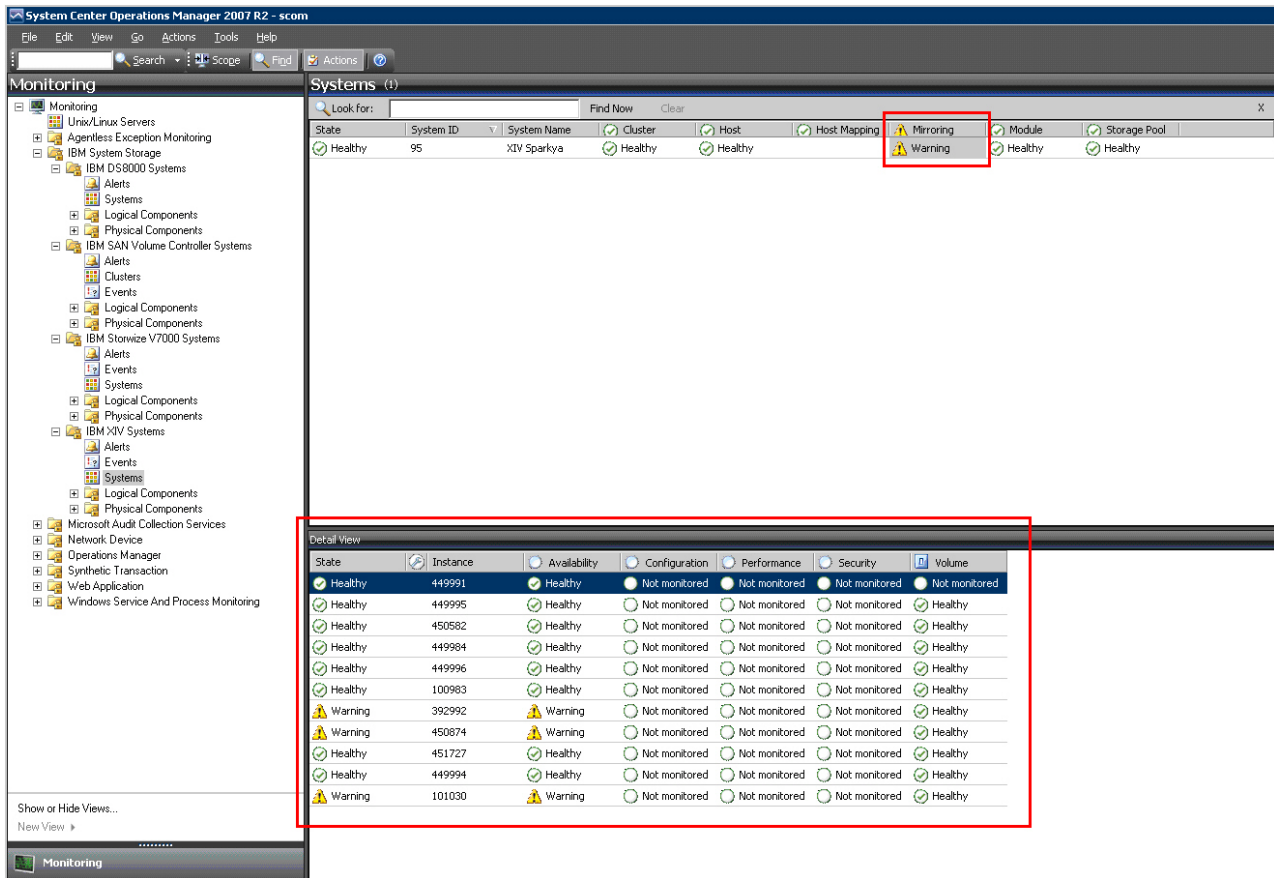 System Center Operations Manager 2007 R2 - scom
File Edit View Go Actions Tools Help
Search Scope Find Actions
Monitoring
Monitoring
Unix/Linux Servers
Agentless Exception Monitoring
IBM System Storage
IBM DS8000 Systems
Alerts
Systems
Logical Components
Physical Components
IBM SAN Volume Controller Systems
Alerts
Clusters
Events
Logical Components
Physical Components
IBM Storwize V7000 Systems
Alerts
Events
Systems
Logical Components
Physical Components
IBM XIV Systems
Alerts
Events
Systems
Logical Components
Physical Components
Microsoft Audit Collection Services
Network Device
Operations Manager
Synthetic Transaction
Web Application
Windows Service And Process Monitoring
Show or Hide Views...
New View
Monitoring
Systems (1)
Look for: Find Now Clear X
State System ID System Name Cluster Host Host Mapping Mirroring Module Storage Pool
Healthy 95 XIV Sparkya Healthy Healthy Warning Healthy Healthy
Detail View
State Instance Availability Configuration Performance Security Volume
Healthy 449991 Healthy Not monitored Not monitored Not monitored Not monitored
Healthy 449995 Healthy Not monitored Not monitored Not monitored Healthy
Healthy 450582 Healthy Not monitored Not monitored Not monitored Healthy
Healthy 449984 Healthy Not monitored Not monitored Not monitored Healthy
Healthy 449996 Healthy Not monitored Not monitored Not monitored Healthy
Healthy 100983 Healthy Not monitored Not monitored Not monitored Healthy
Warning 392992 Warning Not monitored Not monitored Not monitored Healthy
Warning 450874 Warning Not monitored Not monitored Not monitored Healthy
Healthy 451727 Healthy Not monitored Not monitored Not monitored Healthy
Healthy 449994 Healthy Not monitored Not monitored Not monitored Healthy
Warning 101030 Warning Not monitored Not monitored Not monitored Healthy